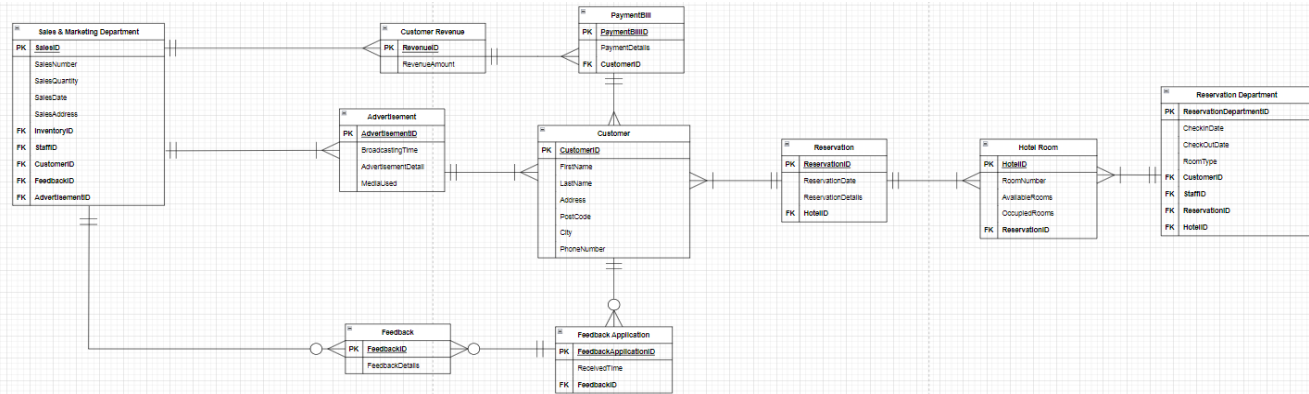 Sales & Marketing Department
PK SalesID
SalesNumber
SalesQuantity
SalesDate
SalesAddress
FK InventoryID
FK StaffID
FK CustomerID
FK FeedbackID
FK AdvertisementID
Customer Revenue
PK RevenueID
RevenueAmount
PaymentBill
PK PaymentBillID
PaymentDetails
FK CustomerID
Advertisement
PK AdvertisementID
BroadcastingTime
AdvertisementDetail
MediaUsed
Customer
PK CustomerID
FirstName
LastName
Address
PostCode
City
PhoneNumber
Reservation
PK ReservationID
ReservationDate
ReservationDetails
FK HotelID
Hotel Room
PK HotelID
RoomNumber
AvailableRooms
OccupiedRooms
FK ReservationID
Reservation Department
PK ReservationDepartmentID
CheckInDate
CheckOutDate
RoomType
FK CustomerID
FK StaffID
FK ReservationID
FK HotelID
Feedback
PK FeedbackID
FeedbackDetails
Feedback Application
PK FeedbackApplicationID
ReceivedTime
FK FeedbackID